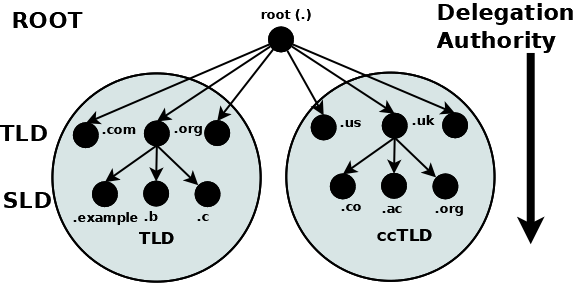 ROOT
root (.)
Delegation
Authority
TLD
.com
.org
.us
.uk
SLD
.example
.b
.c
.co
.ac
.org
TLD
ccTLD